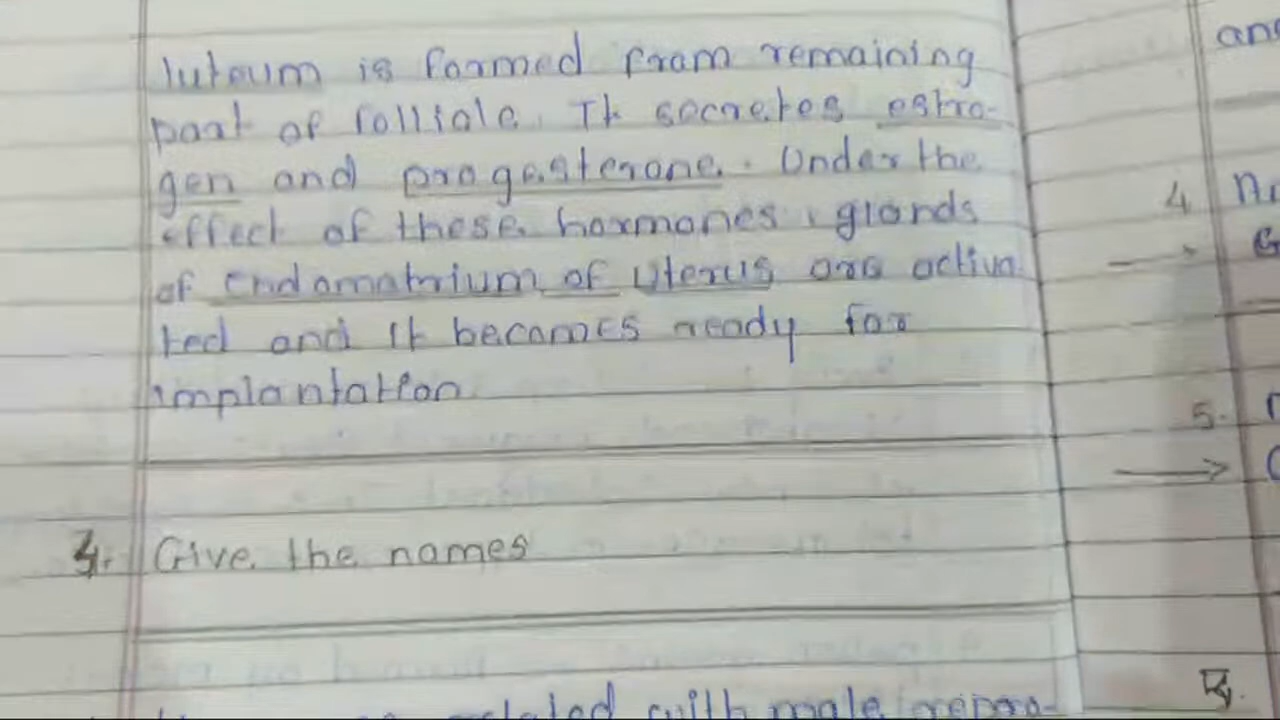 luteum is formed from remaining
part of follicle. It secretes estro-
gen and progesterone. Under the
effect of these hormones, glands
of endometrium of uterus are activa-
ted and it becomes ready for
implantation
4. Give the names
related with male repro-
4
5.